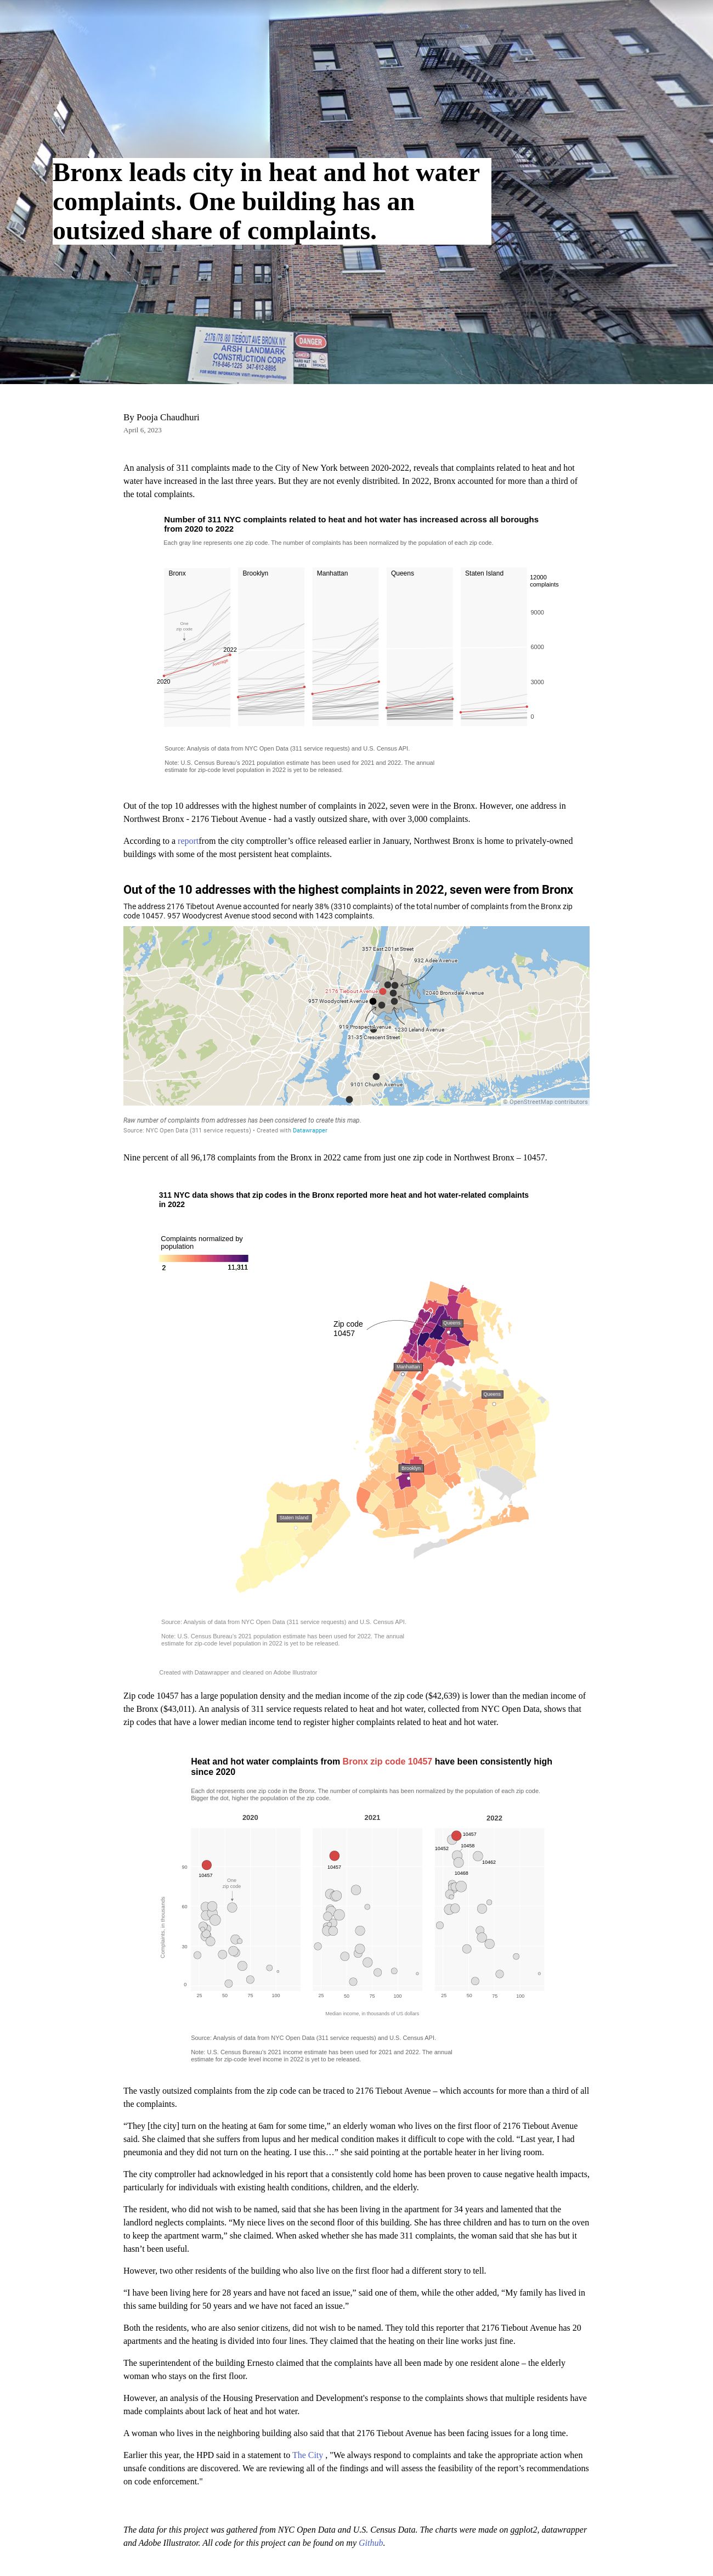 Bronx leads city in heat and hot water
complaints. One building has an
outsized share of complaints.
2176 /78 /80 TIEBOUT AVE BRONX NY
ARSH LANDMARK
CONSTRUCTION CORP
718-646-1225 347-612-6895
DANGER
By Pooja Chaudhuri
April 6, 2023
An analysis of 311 complaints made to the City of New York between 2020-2022, reveals that complaints related to heat and hot
water have increased in the last three years. But they are not evenly distribited. In 2022, Bronx accounted for more than a third of
the total complaints.
Number of 311 NYC complaints related to heat and hot water has increased across all boroughs
from 2020 to 2022
Each gray line represents one zip code. The number of complaints has been normalized by the population of each zip code.
Bronx
Brooklyn
Manhattan
Queens
Staten Island
12000
complaints
9000
6000
3000
0
One
zip code
2022
Average
2020
Source: Analysis of data from NYC Open Data (311 service requests) and U.S. Census API.
Note: U.S. Census Bureau's 2021 population estimate has been used for 2021 and 2022. The annual
estimate for zip-code level population in 2022 is yet to be released.
Out of the top 10 addresses with the highest number of complaints in 2022, seven were in the Bronx. However, one address in
Northwest Bronx - 2176 Tiebout Avenue - had a vastly outsized share, with over 3,000 complaints.
According to a reportfrom the city comptroller’s office released earlier in January, Northwest Bronx is home to privately-owned
buildings with some of the most persistent heat complaints.
Out of the 10 addresses with the highest complaints in 2022, seven were from Bronx
The address 2176 Tibetout Avenue accounted for nearly 38% (3310 complaints) of the total number of complaints from the Bronx zip
code 10457. 957 Woodycrest Avenue stood second with 1423 complaints.
357 East 201st Street
932 Adee Avenue
2176 Tiebout Avenue
2040 Bronxdale Avenue
957 Woodycrest Avenue
919 Prospect Avenue
1230 Leland Avenue
31-35 Crescent Street
9101 Church Avenue
© OpenStreetMap contributors
Raw number of complaints from addresses has been considered to create this map.
Source: NYC Open Data (311 service requests) • Created with Datawrapper
Nine percent of all 96,178 complaints from the Bronx in 2022 came from just one zip code in Northwest Bronx – 10457.
311 NYC data shows that zip codes in the Bronx reported more heat and hot water-related complaints
in 2022
Complaints normalized by
population
2
11,311
Zip code
10457
Queens
Manhattan
Queens
Brooklyn
Staten Island
Source: Analysis of data from NYC Open Data (311 service requests) and U.S. Census API.
Note: U.S. Census Bureau's 2021 population estimate has been used for 2022. The annual
estimate for zip-code level population in 2022 is yet to be released.
Created with Datawrapper and cleaned on Adobe Illustrator
Zip code 10457 has a large population density and the median income of the zip code ($42,639) is lower than the median income of
the Bronx ($43,011). An analysis of 311 service requests related to heat and hot water, collected from NYC Open Data, shows that
zip codes that have a lower median income tend to register higher complaints related to heat and hot water.
Heat and hot water complaints from Bronx zip code 10457 have been consistently high
since 2020
Each dot represents one zip code in the Bronx, The number of complaints has been normalized by the population of each zip code.
Bigger the dot, higher the population of the zip code.
2020
2021
2022
10457
10452
10458
10457
10462
90
10457
10468
One
zip code
60
Complaints, in thousands
30
0
25 50 75 100
25 50 75 100
25 50 75 100
Median income, in thousands of US dollars
Source: Analysis of data from NYC Open Data (311 service requests) and U.S. Census API.
Note: U.S. Census Bureau's 2021 income estimate has been used for 2021 and 2022. The annual
estimate for zip-code level income in 2022 is yet to be released.
The vastly outsized complaints from the zip code can be traced to 2176 Tiebout Avenue – which accounts for more than a third of all
the complaints.
“They [the city] turn on the heating at 6am for some time,” an elderly woman who lives on the first floor of 2176 Tiebout Avenue
said. She claimed that she suffers from lupus and her medical condition makes it difficult to cope with the cold. “Last year, I had
pneumonia and they did not turn on the heating. I use this…” she said pointing at the portable heater in her living room.
The city comptroller had acknowledged in his report that a consistently cold home has been proven to cause negative health impacts,
particularly for individuals with existing health conditions, children, and the elderly.
The resident, who did not wish to be named, said that she has been living in the apartment for 34 years and lamented that the
landlord neglects complaints. “My niece lives on the second floor of this building. She has three children and has to turn on the oven
to keep the apartment warm,” she claimed. When asked whether she has made 311 complaints, the woman said that she has but it
hasn’t been useful.
However, two other residents of the building who also live on the first floor had a different story to tell.
“I have been living here for 28 years and have not faced an issue,” said one of them, while the other added, “My family has lived in
this same building for 50 years and we have not faced an issue.”
Both the residents, who are also senior citizens, did not wish to be named. They told this reporter that 2176 Tiebout Avenue has 20
apartments and the heating is divided into four lines. They claimed that the heating on their line works just fine.
The superintendent of the building Ernesto claimed that the complaints have all been made by one resident alone – the elderly
woman who stays on the first floor.
However, an analysis of the Housing Preservation and Development's response to the complaints shows that multiple residents have
made complaints about lack of heat and hot water.
A woman who lives in the neighboring building also said that that 2176 Tiebout Avenue has been facing issues for a long time.
Earlier this year, the HPD said in a statement to The City , "We always respond to complaints and take the appropriate action when
unsafe conditions are discovered. We are reviewing all of the findings and will assess the feasibility of the report’s recommendations
on code enforcement."
The data for this project was gathered from NYC Open Data and U.S. Census Data. The charts were made on ggplot2, datawrapper
and Adobe Illustrator. All code for this project can be found on my Github.